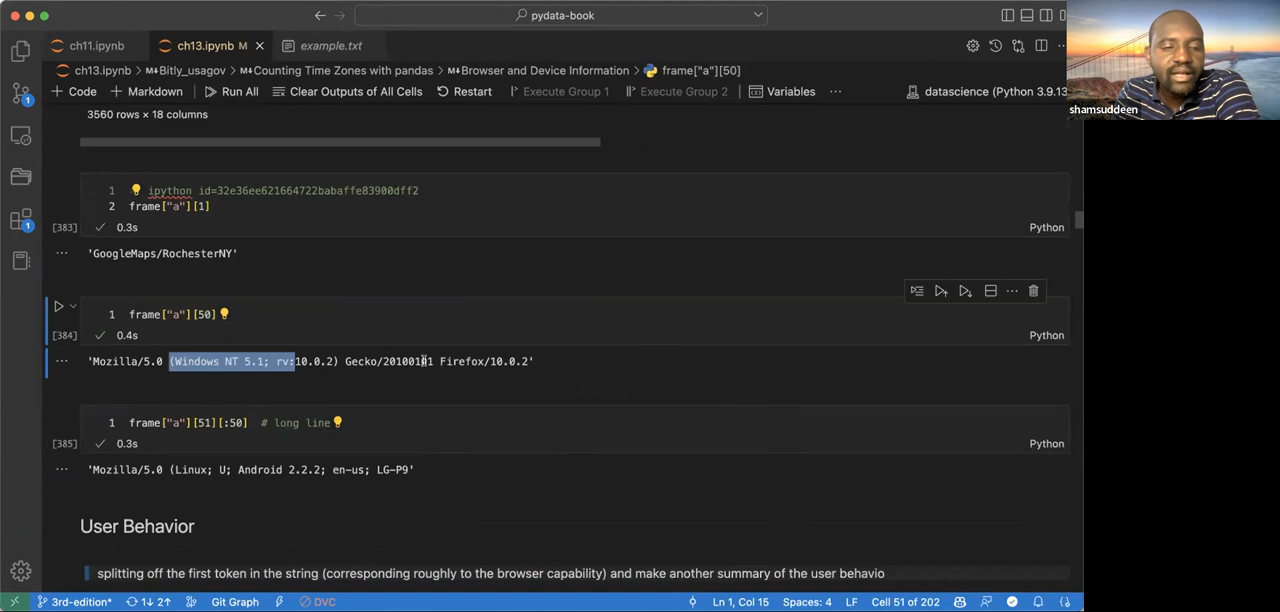 pydata-book
ch11.ipynb
ch13.ipynb M
example.txt
ch13.ipynb > Bitly_usagov > Counting Time Zones with pandas > Browser and Device Information > frame["a"][50]
+ Code + Markdown Run All Clear Outputs of All Cells Restart Execute Group 1 Execute Group 2 Variables ... datascience (Python 3.9.13
shamsuddeen
3560 rows × 18 columns
1 ipython id=32e36ee621664722babaffe83900dff2
2 frame["a"][1]
[383] 0.3s Python
... 'GoogleMaps/RochesterNY'
1 frame["a"][50]
[384] 0.4s Python
... 'Mozilla/5.0 (Windows NT 5.1; rv:10.0.2) Gecko/20100101 Firefox/10.0.2'
1 frame["a"][51][:50] # long line
[385] 0.3s Python
... 'Mozilla/5.0 (Linux; U; Android 2.2.2; en-us; LG-P9'
User Behavior
splitting off the first token in the string (corresponding roughly to the browser capability) and make another summary of the user behavio
3rd-edition* 1↓ 2↑ Git Graph DVC Ln 1, Col 15 Spaces: 4 LF Cell 51 of 202